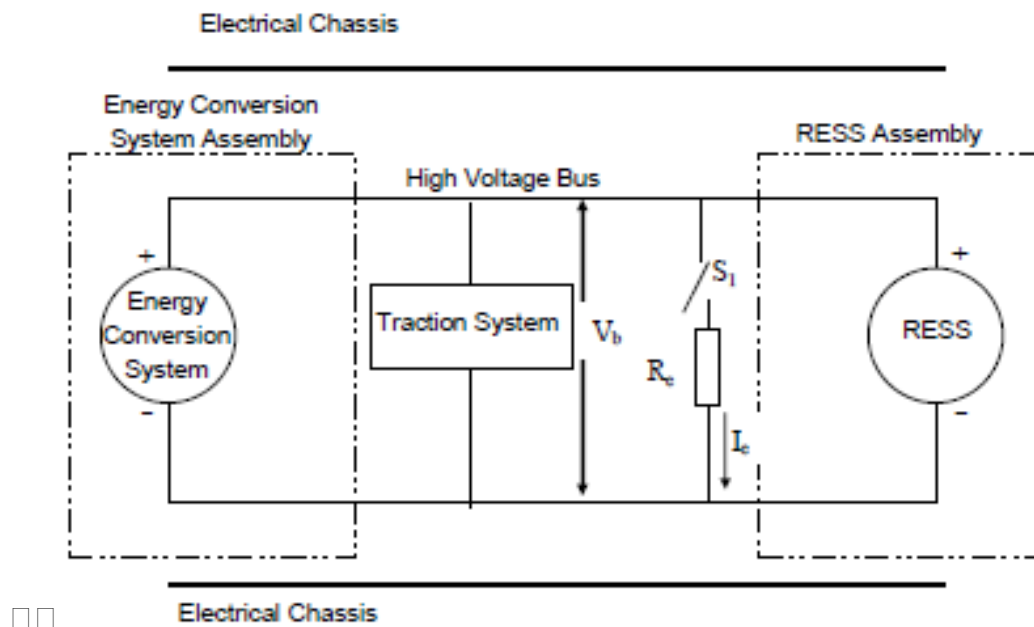 Electrical Chassis
Energy Conversion
System Assembly
RESS Assembly
High Voltage Bus
+
+
S1
Energy
Conversion
System
Traction System
Vb
Re
RESS
-
-
Ie
Electrical Chassis